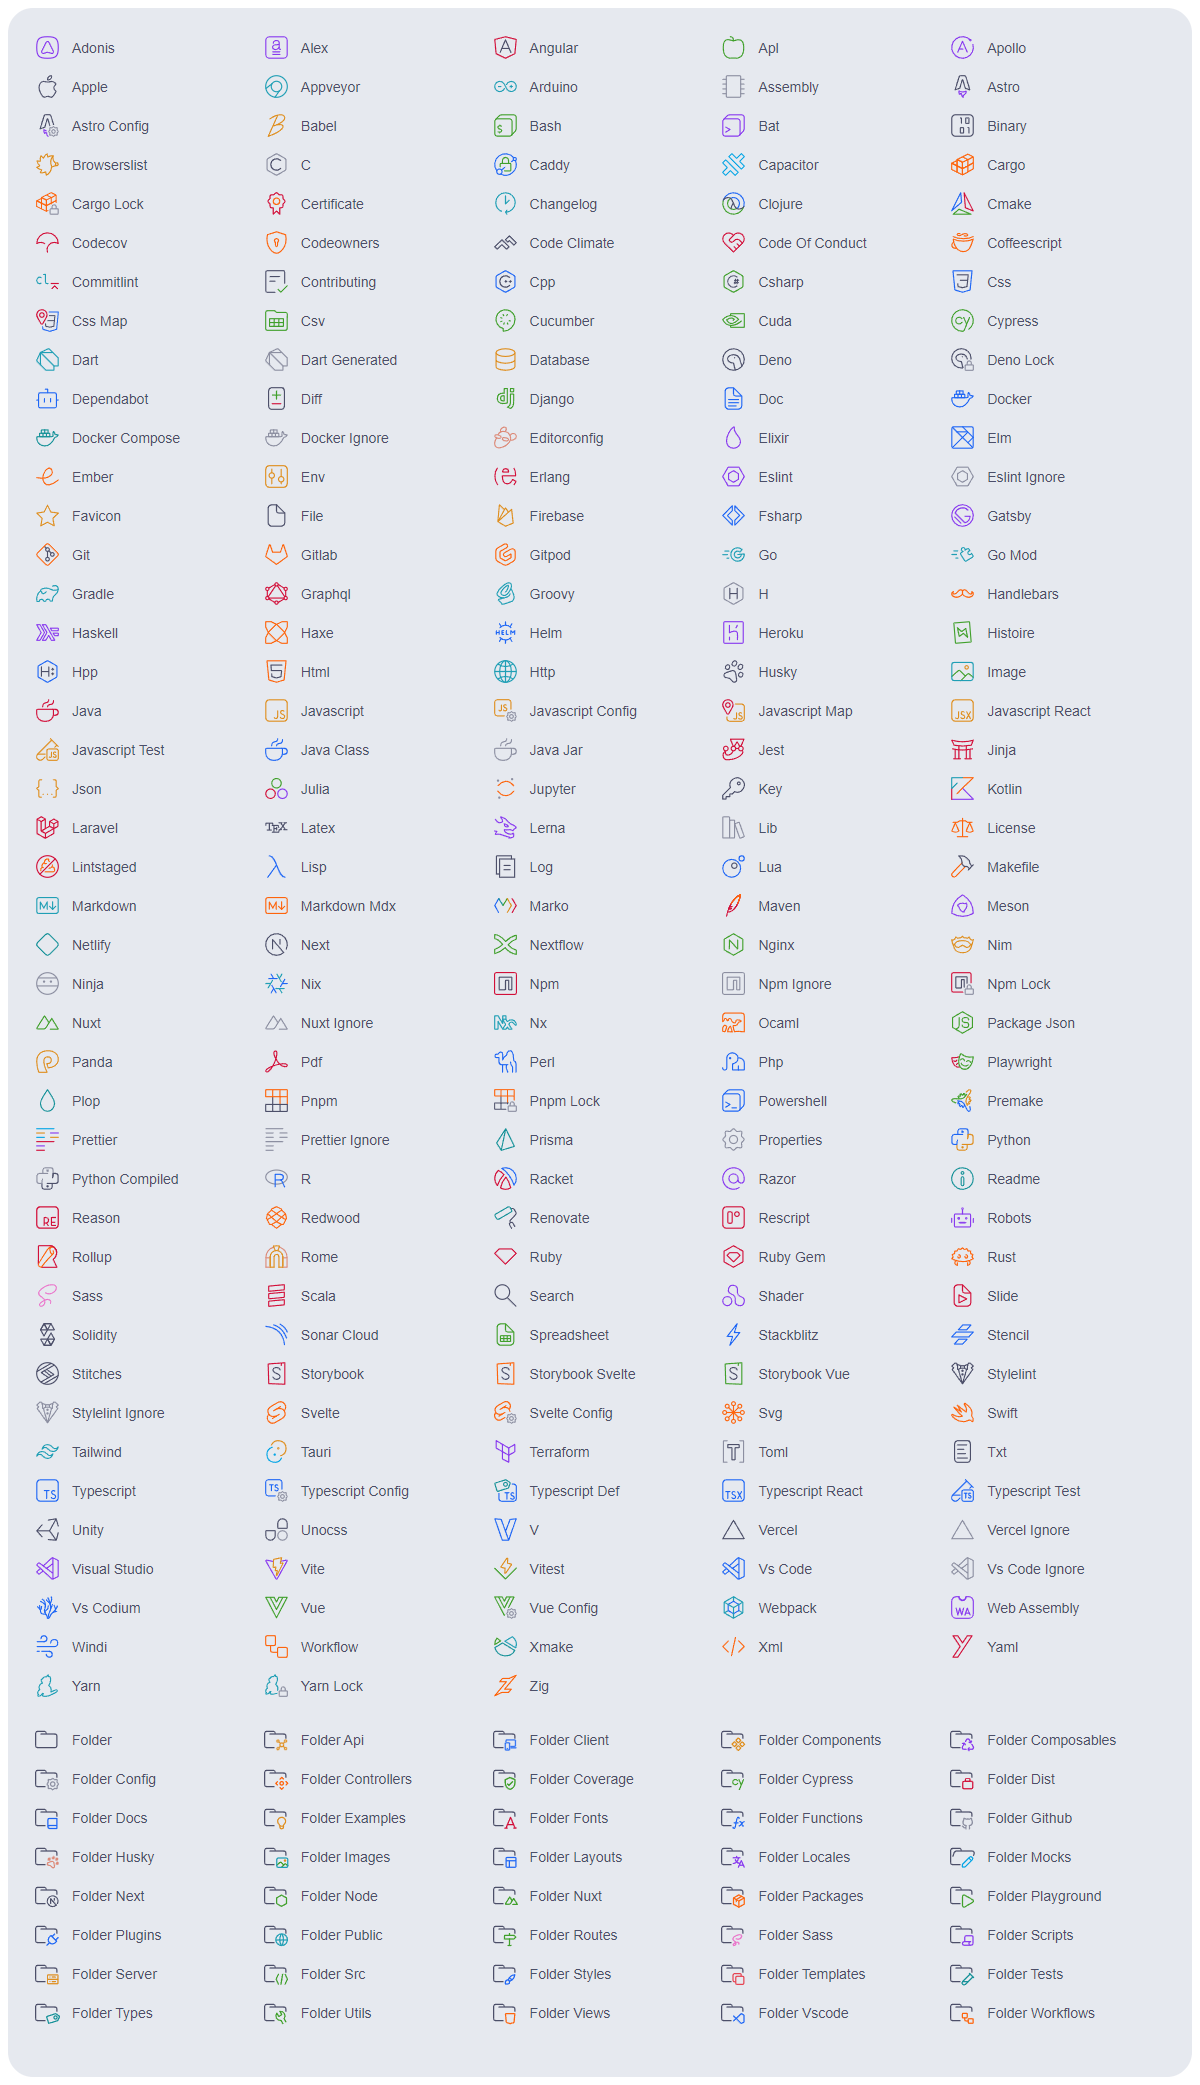 Adonis Alex Angular Apl Apollo
Apple Appveyor Arduino Assembly Astro
Astro Config Babel Bash Bat Binary
Browserslist C Caddy Capacitor Cargo
Cargo Lock Certificate Changelog Clojure Cmake
Codecov Codeowners Code Climate Code Of Conduct Coffeescript
Commitlint Contributing Cpp Csharp Css
Css Map Csv Cucumber Cuda Cypress
Dart Dart Generated Database Deno Deno Lock
Dependabot Diff Django Doc Docker
Docker Compose Docker Ignore Editorconfig Elixir Elm
Ember Env Erlang Eslint Eslint Ignore
Favicon File Firebase Fsharp Gatsby
Git Gitlab Gitpod Go Go Mod
Gradle Graphql Groovy H Handlebars
Haskell Haxe Helm Heroku Histoire
Hpp Html Http Husky Image
Java Javascript Javascript Config Javascript Map Javascript React
Javascript Test Java Class Java Jar Jest Jinja
Json Julia Jupyter Key Kotlin
Laravel Latex Lerna Lib License
Lintstaged Lisp Log Lua Makefile
Markdown Markdown Mdx Marko Maven Meson
Netlify Next Nextflow Nginx Nim
Ninja Nix Npm Npm Ignore Npm Lock
Nuxt Nuxt Ignore Nx Ocaml Package Json
Panda Pdf Perl Php Playwright
Plop Pnpm Pnpm Lock Powershell Premake
Prettier Prettier Ignore Prisma Properties Python
Python Compiled R Racket Razor Readme
Reason Redwood Renovate Rescript Robots
Rollup Rome Ruby Ruby Gem Rust
Sass Scala Search Shader Slide
Solidity Sonar Cloud Spreadsheet Stackblitz Stencil
Stitches Storybook Storybook Svelte Storybook Vue Stylelint
Stylelint Ignore Svelte Svelte Config Svg Swift
Tailwind Tauri Terraform Toml Txt
Typescript Typescript Config Typescript Def Typescript React Typescript Test
Unity Unocss V Vercel Vercel Ignore
Visual Studio Vite Vitest Vs Code Vs Code Ignore
Vs Codium Vue Vue Config Webpack Web Assembly
Windi Workflow Xmake Xml Yaml
Yarn Yarn Lock Zig
Folder Folder Api Folder Client Folder Components Folder Composables
Folder Config Folder Controllers Folder Coverage Folder Cypress Folder Dist
Folder Docs Folder Examples Folder Fonts Folder Functions Folder Github
Folder Husky Folder Images Folder Layouts Folder Locales Folder Mocks
Folder Next Folder Node Folder Nuxt Folder Packages Folder Playground
Folder Plugins Folder Public Folder Routes Folder Sass Folder Scripts
Folder Server Folder Src Folder Styles Folder Templates Folder Tests
Folder Types Folder Utils Folder Views Folder Vscode Folder Workflows